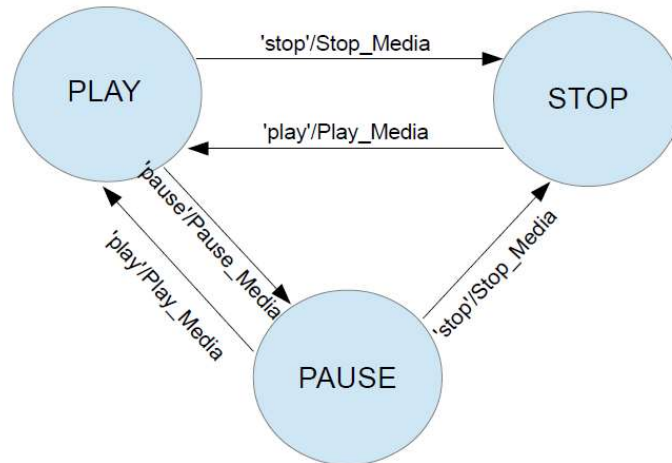 'stop'/Stop_Media
PLAY
STOP
'play'/Play_Media
'pause'/Pause_Media
'play'/Play_Media
'stop'/Stop_Media
PAUSE